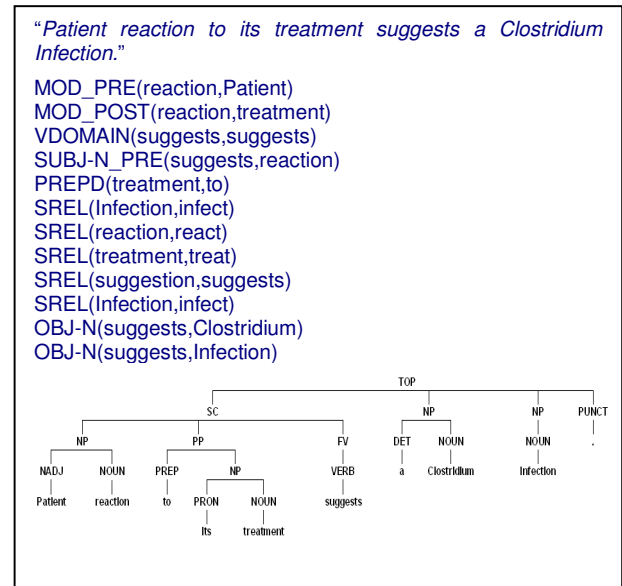 “Patient reaction to its treatment suggests a Clostridium
Infection.”
MOD_PRE(reaction,Patient)
MOD_POST(reaction,treatment)
VDOMAIN(suggests,suggests)
SUBJ-N_PRE(suggests,reaction)
PREPD(treatment,to)
SREL(Infection,infect)
SREL(reaction,react)
SREL(treatment,treat)
SREL(suggestion,suggests)
SREL(Infection,infect)
OBJ-N(suggests,Clostridium)
OBJ-N(suggests,Infection)
TOP
SC NP NP PUNCT
NP PP FV DET NOUN NOUN .
NADJ NOUN PREP NP VERB a Clostridium Infection
Patient reaction to PRON NOUN suggests
Its treatment